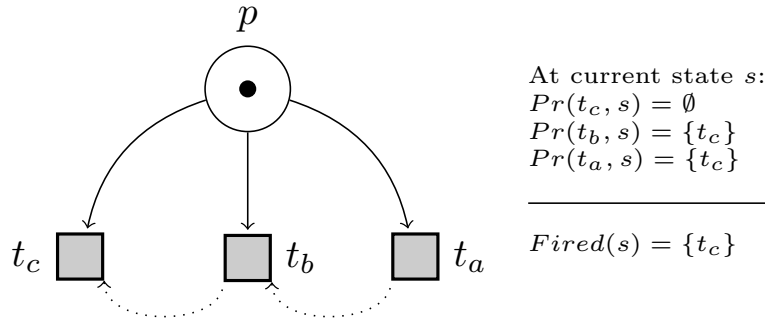 p
At current state s:
Pr(t_c, s) = ∅
Pr(t_b, s) = {t_c}
Pr(t_a, s) = {t_c}
Fired(s) = {t_c}
t_c
t_b
t_a